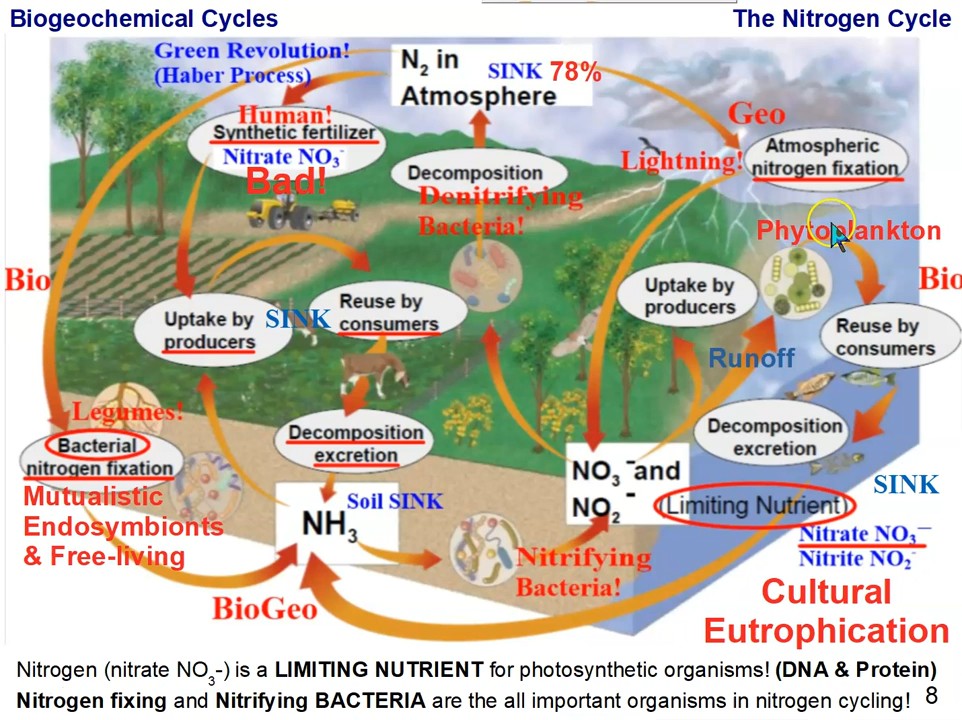 Biogeochemical Cycles
The Nitrogen Cycle
Green Revolution!
(Haber Process)
N₂ in
Atmosphere
SINK 78%
Human!
Synthetic fertilizer
Nitrate NO₃⁻
Bad!
Decomposition
Denitrifying
Bacteria!
Geo
Lightning!
Atmospheric
nitrogen fixation
Phytoplankton
Bio
Bio
Uptake by
producers
SINK
Reuse by
consumers
Uptake by
producers
Reuse by
consumers
Runoff
Legumes!
Bacterial
nitrogen fixation
Mutualistic
Endosymbionts
& Free-living
Decomposition
excretion
Decomposition
excretion
NH₃
Soil SINK
NO₃⁻ and
NO₂⁻
(Limiting Nutrient)
SINK
Nitrate NO₃⁻
Nitrite NO₂⁻
Nitrifying
Bacteria!
BioGeo
Cultural
Eutrophication
Nitrogen (nitrate NO₃-) is a LIMITING NUTRIENT for photosynthetic organisms! (DNA & Protein)
Nitrogen fixing and Nitrifying BACTERIA are the all important organisms in nitrogen cycling! 8